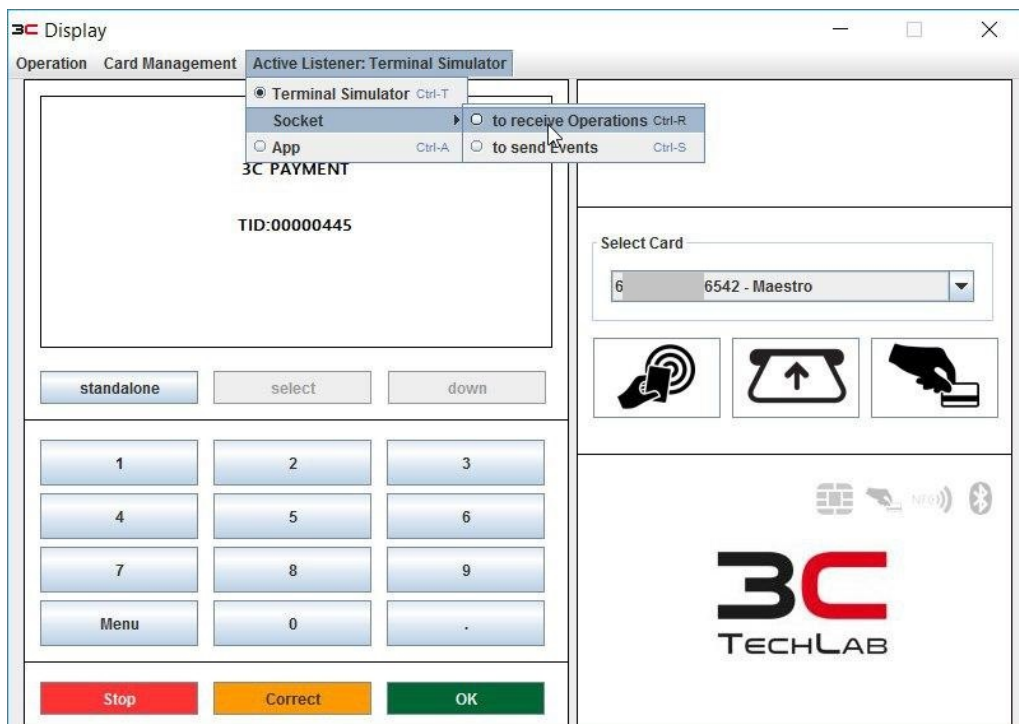 3C Display
Operation Card Management Active Listener: Terminal Simulator
Terminal Simulator Ctrl-T
Socket
to receive Operations Ctrl-R
App Ctrl-A
to send Events Ctrl-S
3C PAYMENT
TID:00000445
Select Card
6 6542 - Maestro
standalone select down
1 2 3
4 5 6
7 8 9
Menu 0 .
Stop Correct OK
NFC
3C
TECHLAB